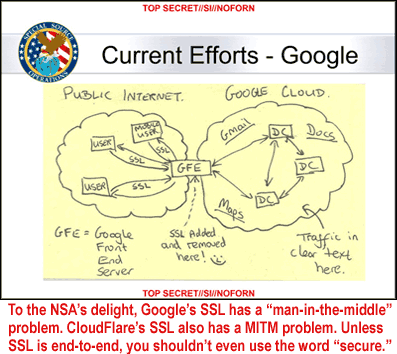 TOP SECRET//SI//NOFORN
SPECIAL SOURCE
OPERATIONS
Current Efforts - Google
PUBLIC INTERNET.
GOOGLE CLOUD.
MOBILE
USER
USER
SSL
SSL
SSL
USER
GFE
Gmail
DC
Docs
DC
DC
Maps
GFE = Google
Front
End
Server
SSL Added
and removed
here!
Traffic in
clear text
here.
TOP SECRET//SI//NOFORN
To the NSA's delight, Google's SSL has a “man-in-the-middle”
problem. CloudFlare's SSL also has a MITM problem. Unless
SSL is end-to-end, you shouldn't even use the word “secure.”